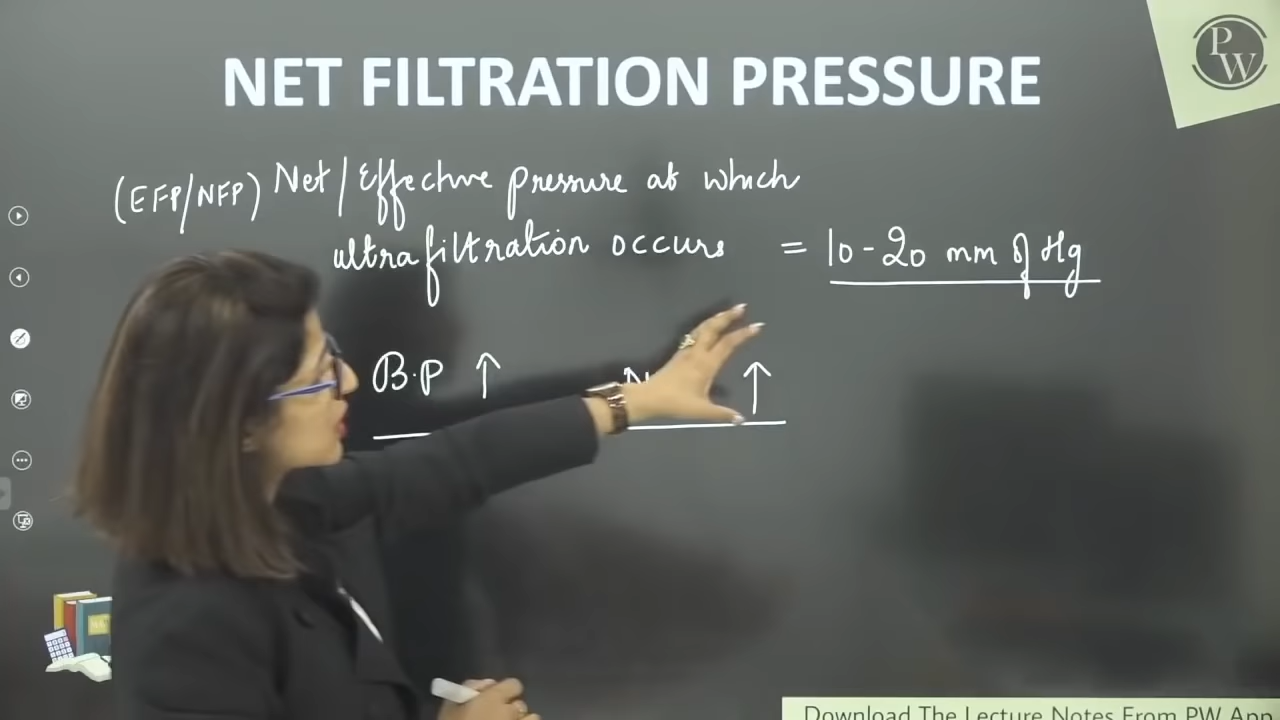 NET FILTRATION PRESSURE
PW
(EFP/NFP) Net/Effective pressure at which
ultrafiltration occurs = 10-20 mm of Hg
B.P ↑ ↑
Download The Lecture Notes From PW App